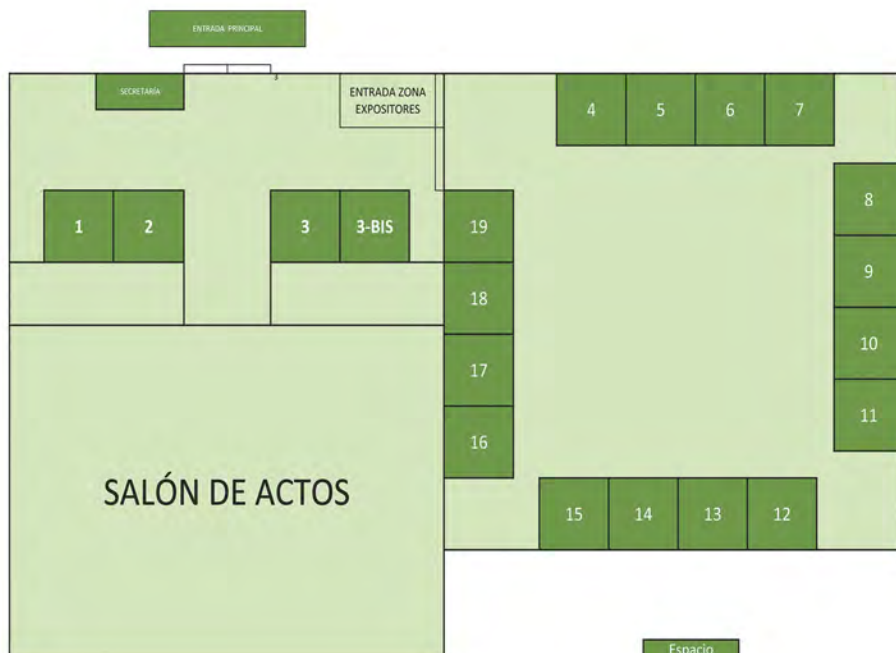 ENTRADA PRINCIPAL
SECRETARÍA
ENTRADA ZONA
EXPOSITORES
4 5 6 7
1 2 3 3-BIS 19
8
9
18
10
17
11
16
SALÓN DE ACTOS
15 14 13 12
Espacio